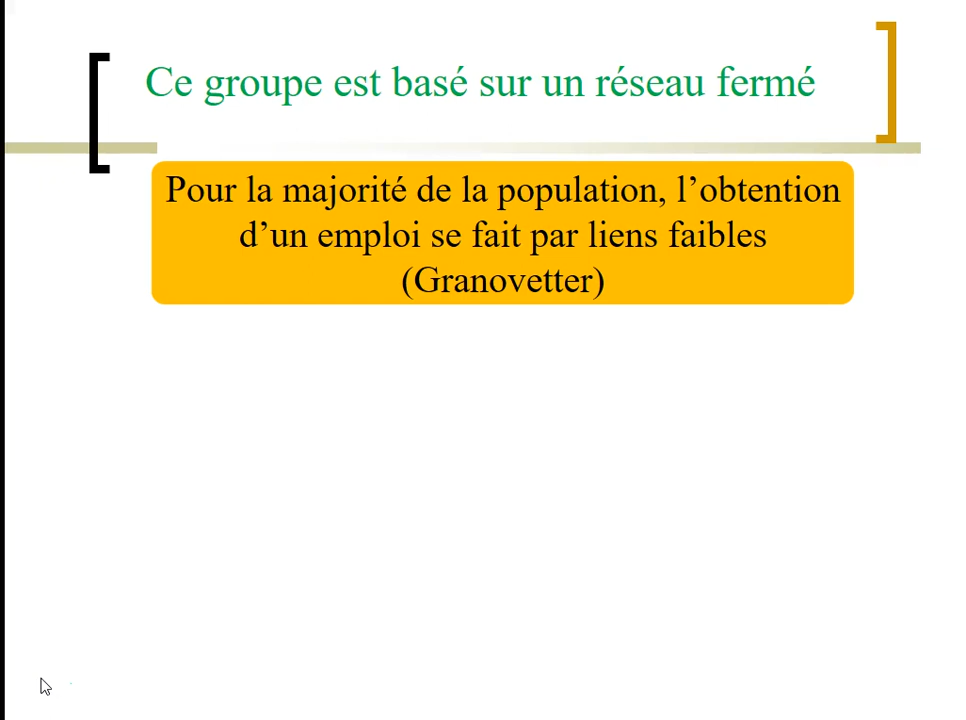 Ce groupe est basé sur un réseau fermé
Pour la majorité de la population, l’obtention
d’un emploi se fait par liens faibles
(Granovetter)